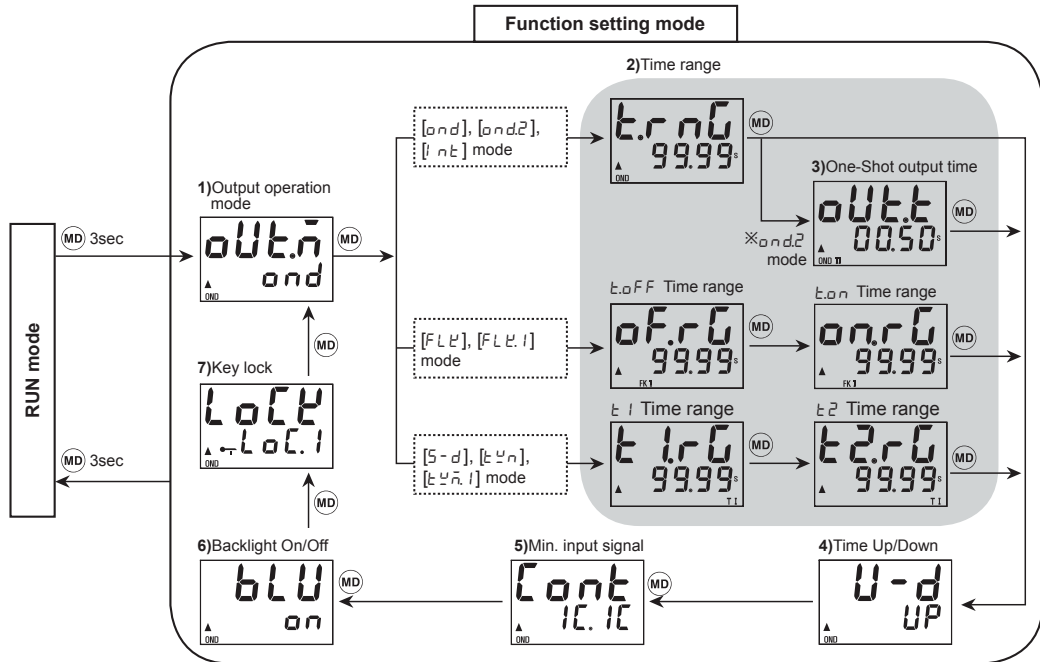 Function setting mode
2)Time range
[ond], [ond.2],
[Int] mode
t.rnG
MD
99.99s
OND
3)One-Shot output time
1)Output operation
mode
oUt.t
MD
00.50s
OND T1
※ond.2
mode
MD 3sec
oUt.m
MD
ond
OND
RUN mode
t.oFF Time range
t.on Time range
[FLK], [FLK.1]
mode
oF.rG
MD
99.99s
FK 1
on.rG
MD
99.99s
FK 1
MD
7)Key lock
LoCK
LoC.1
OND
t1 Time range
t2 Time range
[S-d], [tWn],
[tWm.1] mode
t1.rG
MD
99.99s
T I
t2.rG
MD
99.99s
T I
MD 3sec
MD
6)Backlight On/Off
5)Min. input signal
4)Time Up/Down
bLU
MD
on
OND
Cont
MD
1C. 1C
OND
U-d
UP
OND